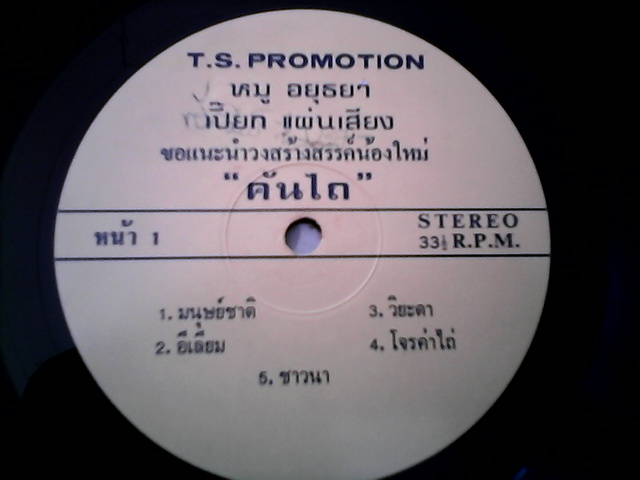 T.S. PROMOTION
หมู อยุธยา
เปี๊ยก แผ่นเสียง
ขอแนะนำวงสร้างสรรค์น้องใหม่
“คันไถ”
หน้า 1
STEREO
33⅓ R.P.M.
1. มนุษย์ชาติ
2. อีเลียม
3. วิยะดา
4. โจรค่าไถ่
5. ชาวนา